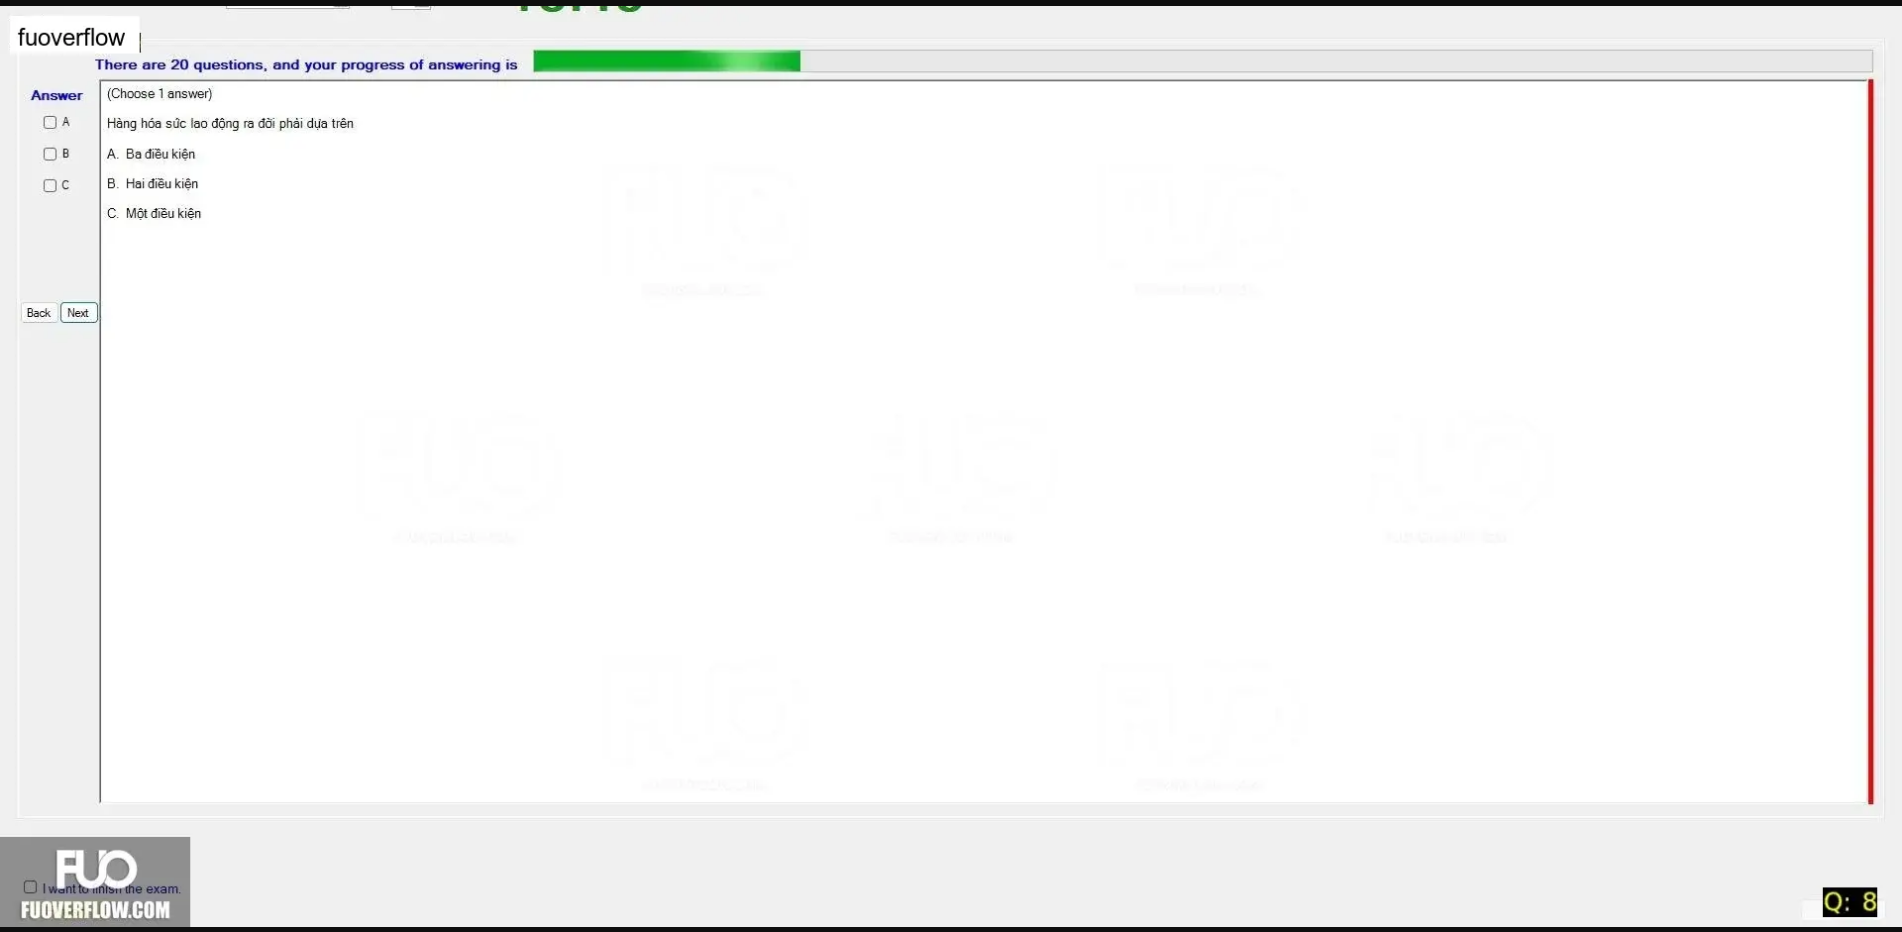 fuoverflow
There are 20 questions, and your progress of answering is
Answer
(Choose 1 answer)
A
Hàng hóa sức lao động ra đời phải dựa trên
B
A. Ba điều kiện
C
B. Hai điều kiện
C. Một điều kiện
Back Next
FUO
I want to finish the exam.
FUOVERFLOW.COM
Q: 8